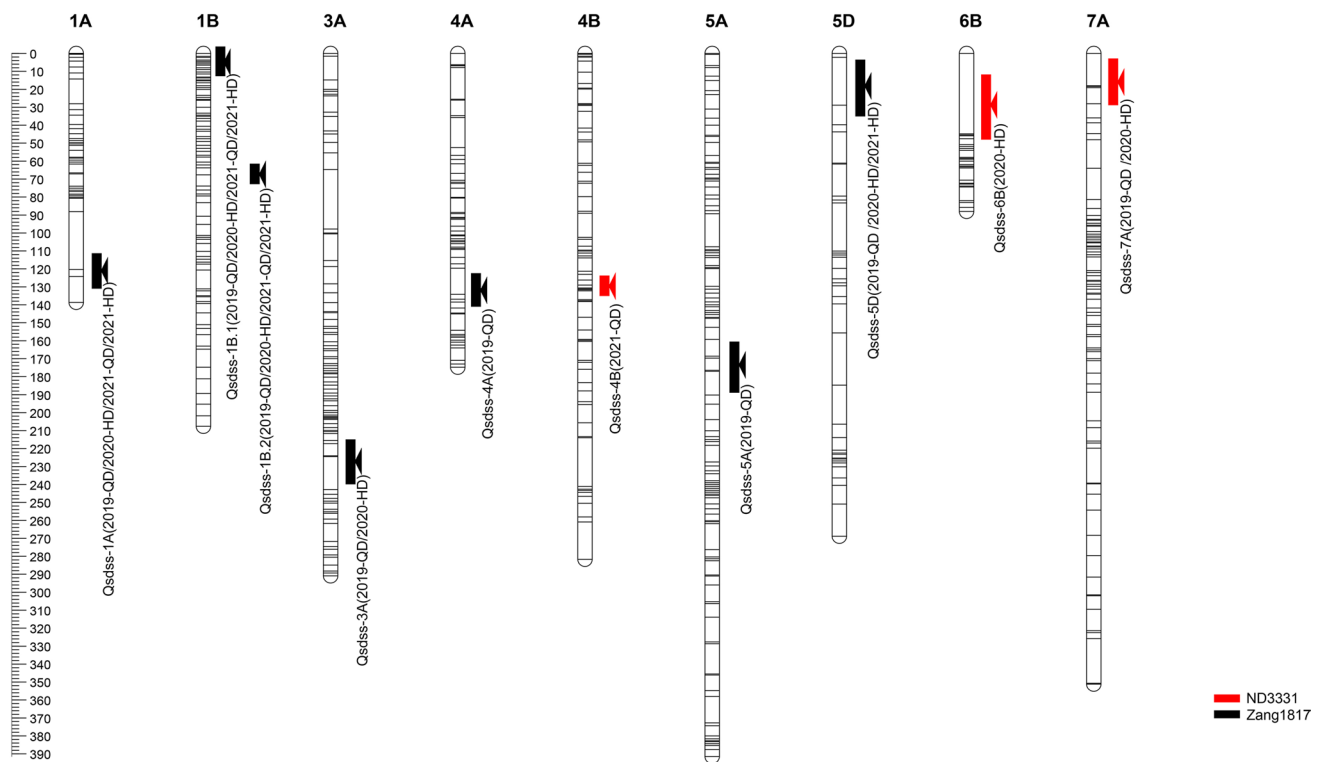 1A
1B
3A
4A
4B
5A
5D
6B
7A
0
10
20
30
40
50
60
70
80
90
100
110
120
130
140
150
160
170
180
190
200
210
220
230
240
250
260
270
280
290
300
310
320
330
340
350
360
370
380
390
Qsdss-1A(2019-QD/2020-HD/2021-QD/2021-HD)
Qsdss-1B.1(2019-QD/2020-HD/2021-QD/2021-HD)
Qsdss-1B.2(2019-QD/2020-HD/2021-QD/2021-HD)
Qsdss-3A(2019-QD/2020-HD)
Qsdss-4A(2019-QD)
Qsdss-4B(2021-QD)
Qsdss-5A(2019-QD)
Qsdss-5D(2019-QD /2020-HD/2021-HD)
Qsdss-6B(2020-HD)
Qsdss-7A(2019-QD /2020-HD)
ND3331
Zang1817